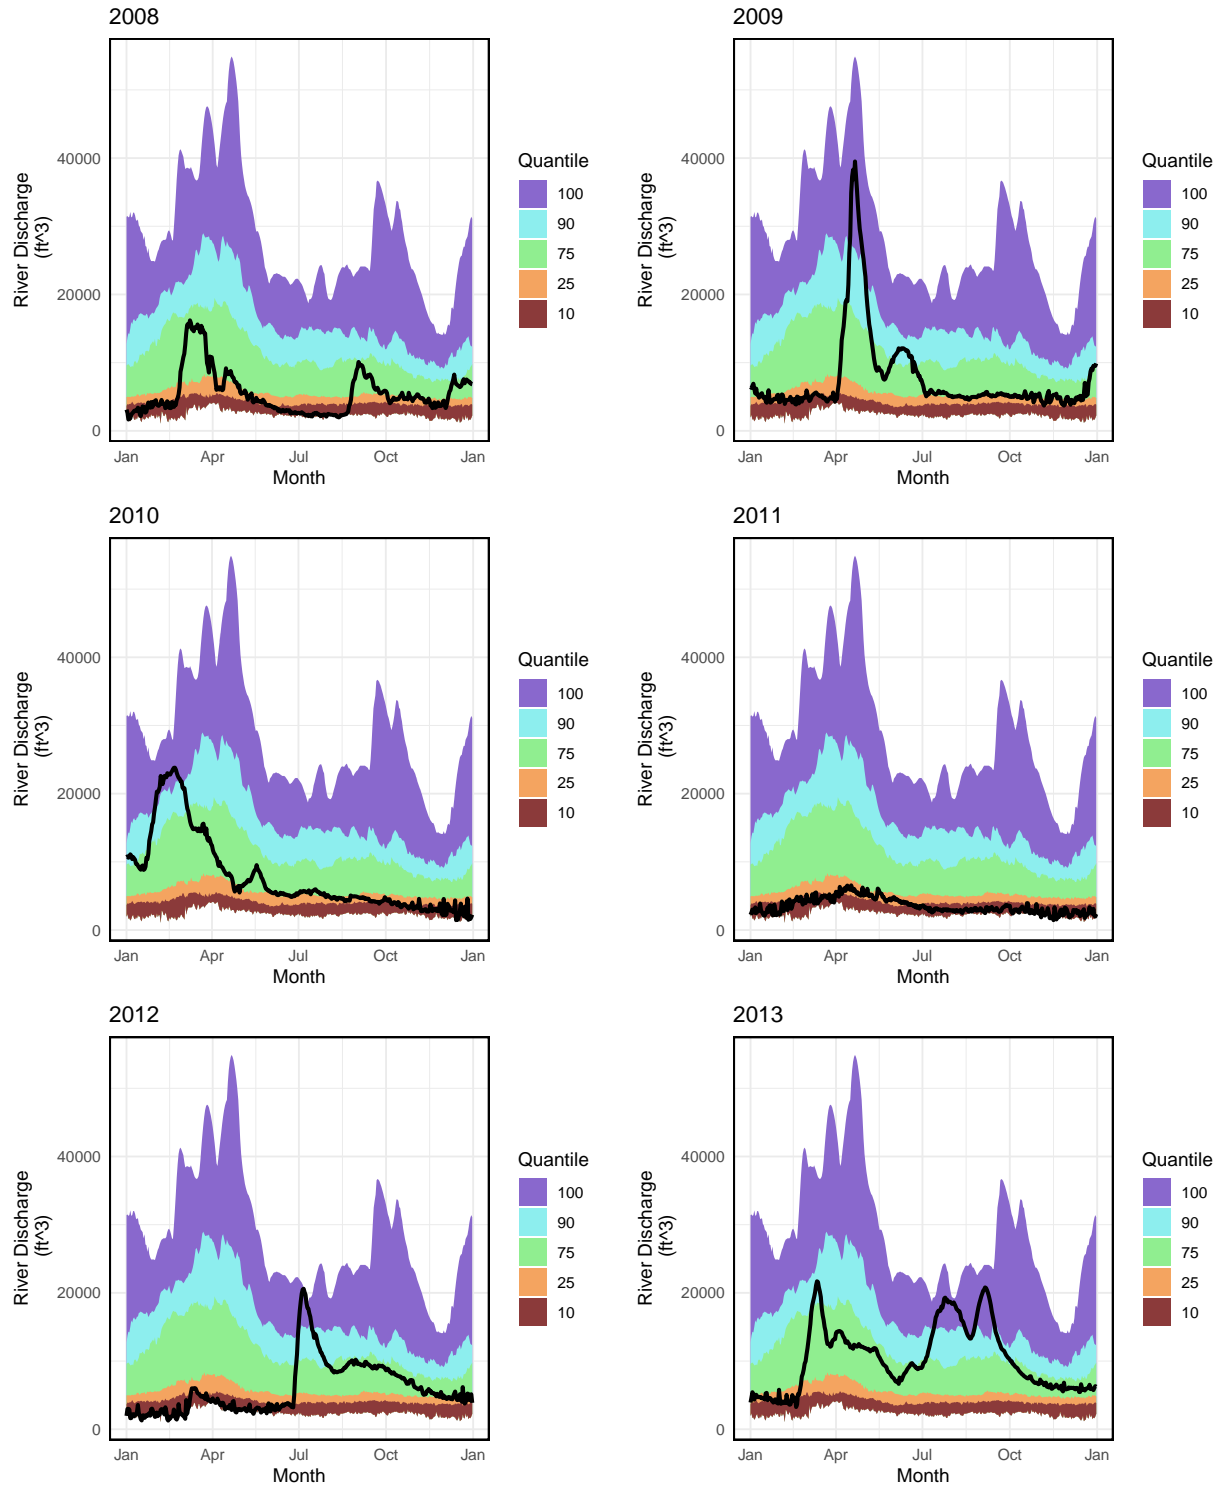 2008
River Discharge
(ft^3)
40000
20000
0
Jan
Apr
Jul
Oct
Jan
Month
Quantile
100
90
75
25
10
2009
River Discharge
(ft^3)
40000
20000
0
Jan
Apr
Jul
Oct
Jan
Month
Quantile
100
90
75
25
10
2010
River Discharge
(ft^3)
40000
20000
0
Jan
Apr
Jul
Oct
Jan
Month
Quantile
100
90
75
25
10
2011
River Discharge
(ft^3)
40000
20000
0
Jan
Apr
Jul
Oct
Jan
Month
Quantile
100
90
75
25
10
2012
River Discharge
(ft^3)
40000
20000
0
Jan
Apr
Jul
Oct
Jan
Month
Quantile
100
90
75
25
10
2013
River Discharge
(ft^3)
40000
20000
0
Jan
Apr
Jul
Oct
Jan
Month
Quantile
100
90
75
25
10